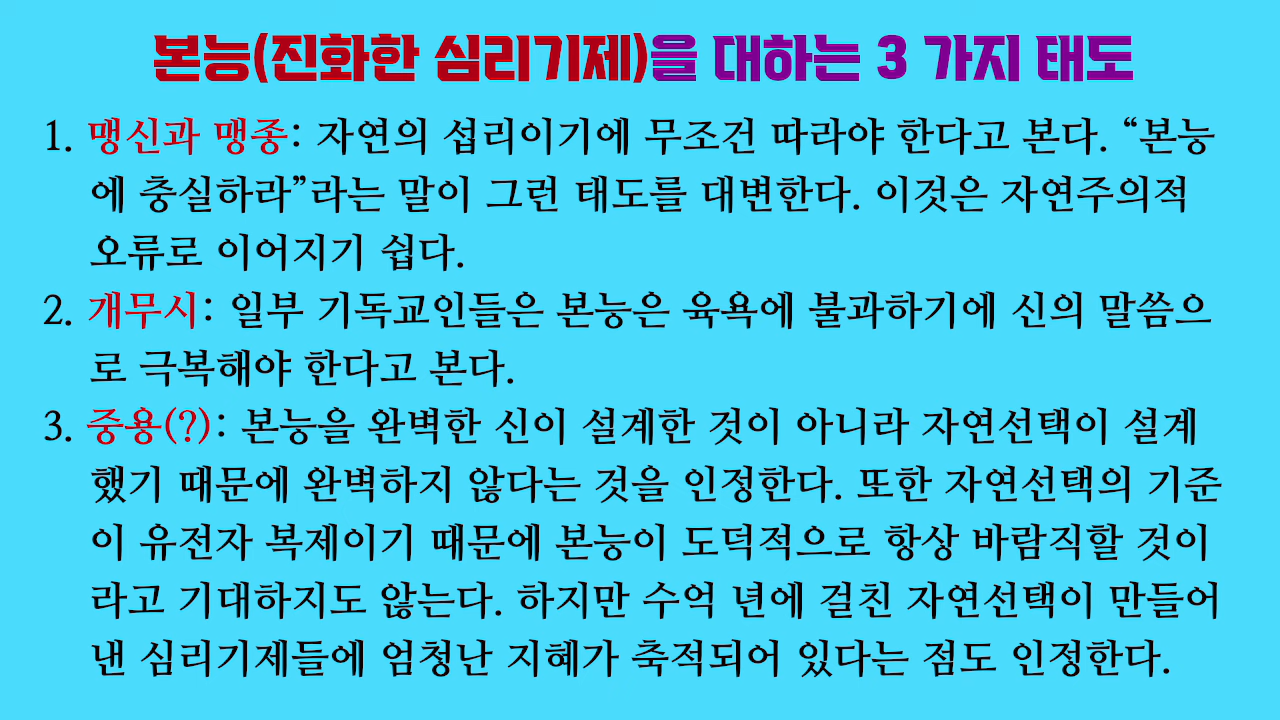 본능(진화한 심리기제)을 대하는 3 가지 태도
1. 맹신과 맹종: 자연의 섭리이기에 무조건 따라야 한다고 본다. “본능
에 충실하라”라는 말이 그런 태도를 대변한다. 이것은 자연주의적
오류로 이어지기 쉽다.
2. 개무시: 일부 기독교인들은 본능은 육욕에 불과하기에 신의 말씀으
로 극복해야 한다고 본다.
3. 중용(?): 본능을 완벽한 신이 설계한 것이 아니라 자연선택이 설계
했기 때문에 완벽하지 않다는 것을 인정한다. 또한 자연선택의 기준
이 유전자 복제이기 때문에 본능이 도덕적으로 항상 바람직할 것이
라고 기대하지도 않는다. 하지만 수억 년에 걸친 자연선택이 만들어
낸 심리기제들에 엄청난 지혜가 축적되어 있다는 점도 인정한다.